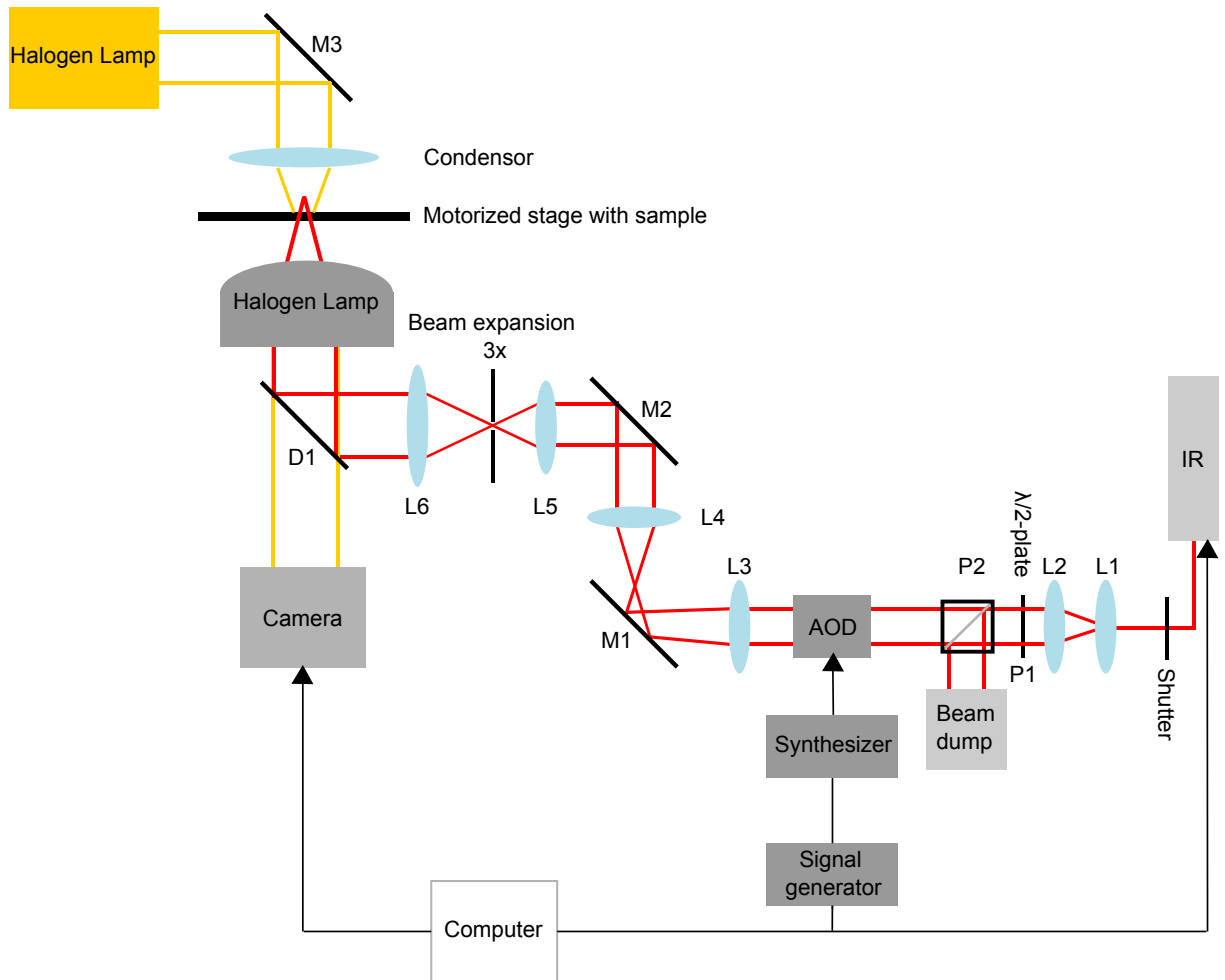 Halogen Lamp
M3
Condensor
Motorized stage with sample
Halogen Lamp
Beam expansion
3x
M2
D1
L6
L5
L4
IR
λ/2-plate
L3
P2
L2
L1
Camera
M1
AOD
P1
Shutter
Beam
dump
Synthesizer
Signal
generator
Computer